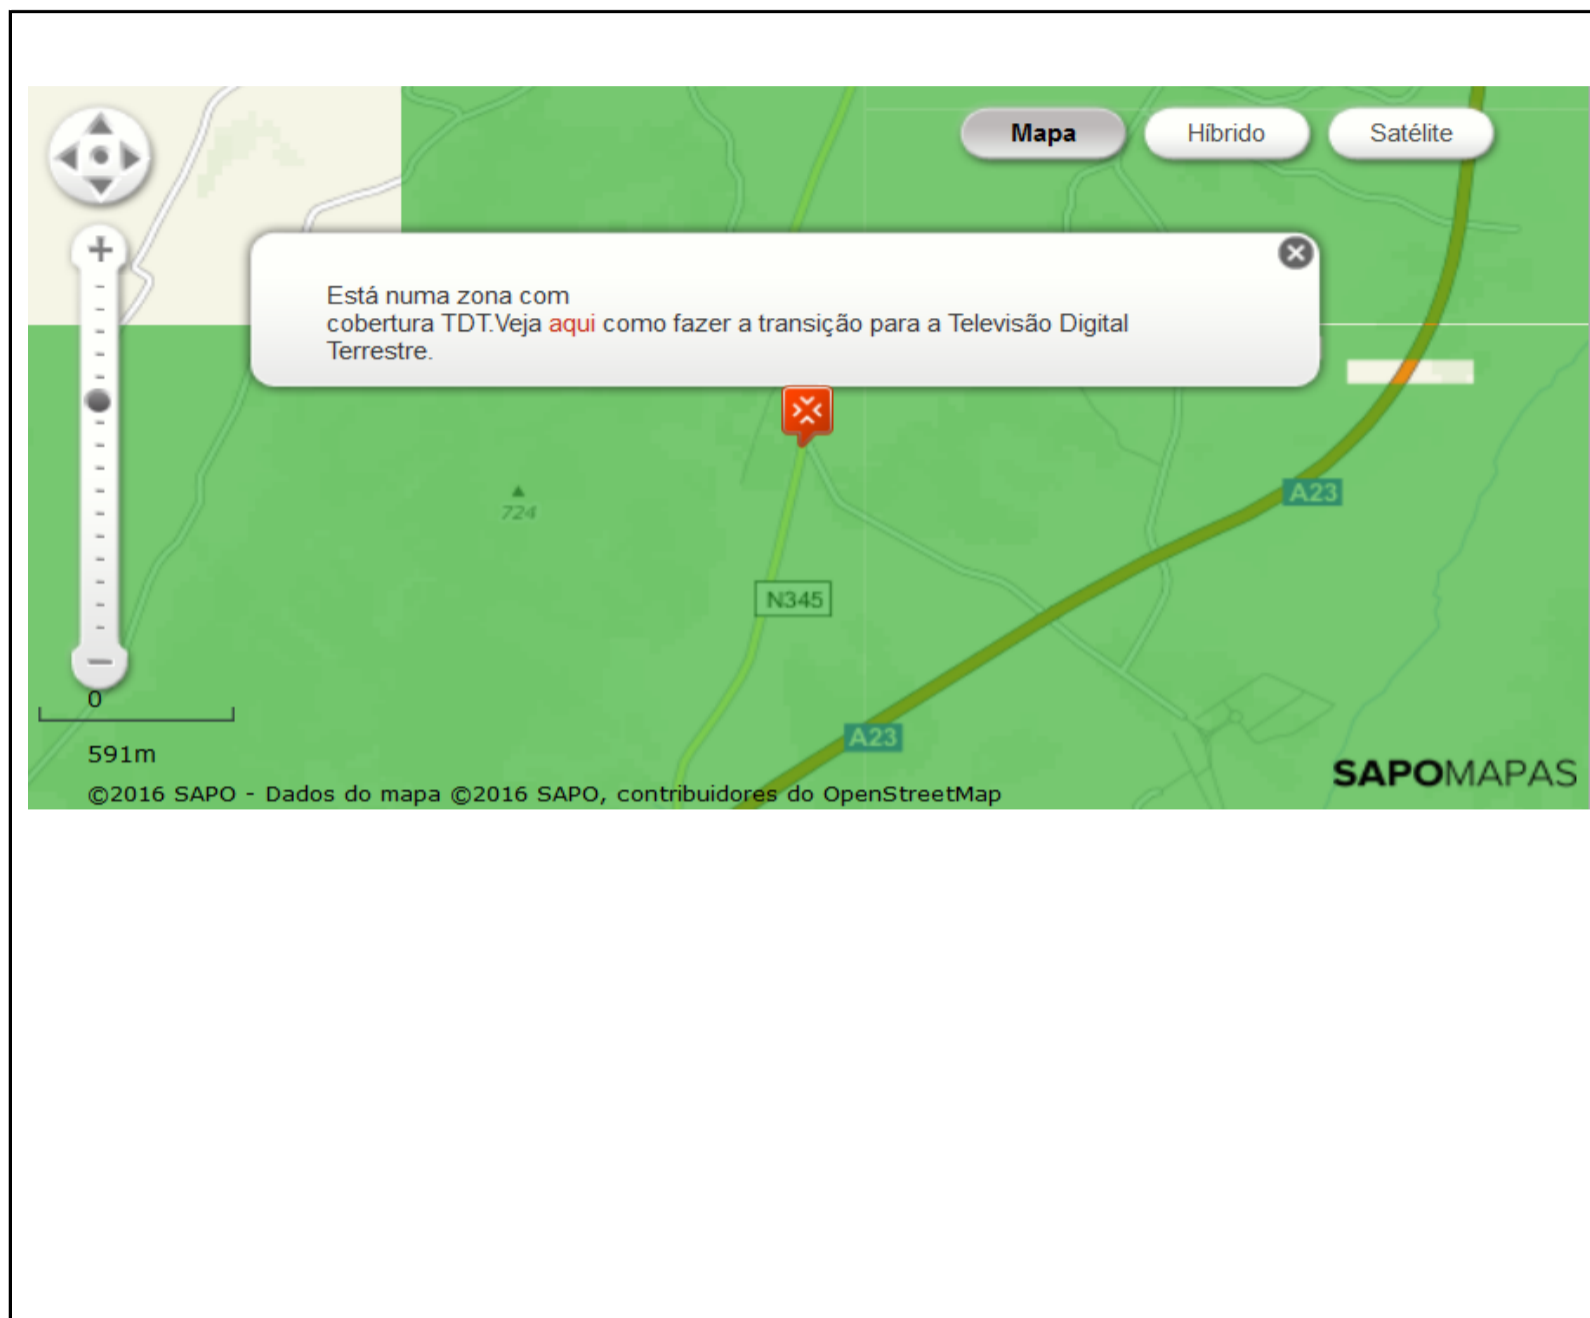 Mapa
Híbrido
Satélite
Está numa zona com
cobertura TDT.Veja aqui como fazer a transição para a Televisão Digital
Terrestre.
A23
724
N345
A23
0
591m
SAPOMAPAS
©2016 SAPO - Dados do mapa ©2016 SAPO, contribuidores do OpenStreetMap